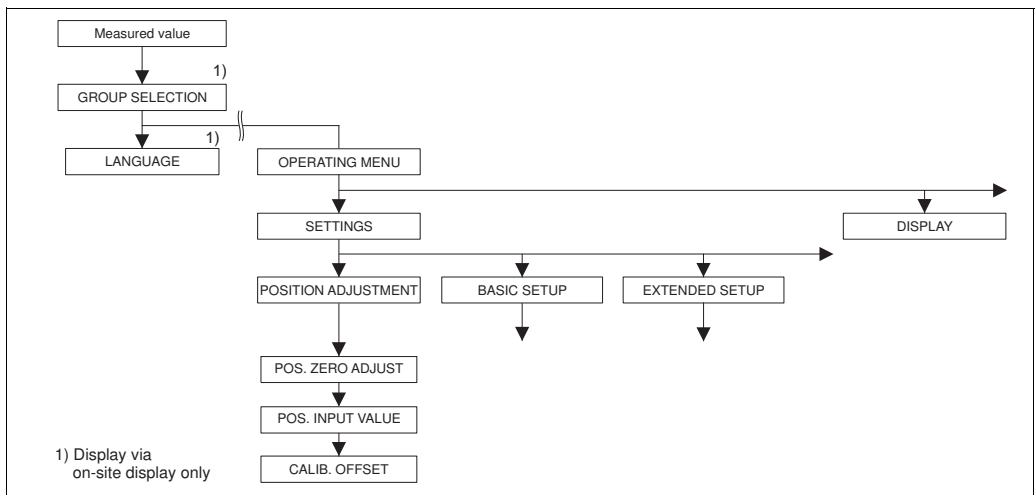 Measured value
1)
GROUP SELECTION
1)
LANGUAGE
OPERATING MENU
SETTINGS
DISPLAY
POSITION ADJUSTMENT
BASIC SETUP
EXTENDED SETUP
POS. ZERO ADJUST
POS. INPUT VALUE
CALIB. OFFSET
1) Display via
on-site display only